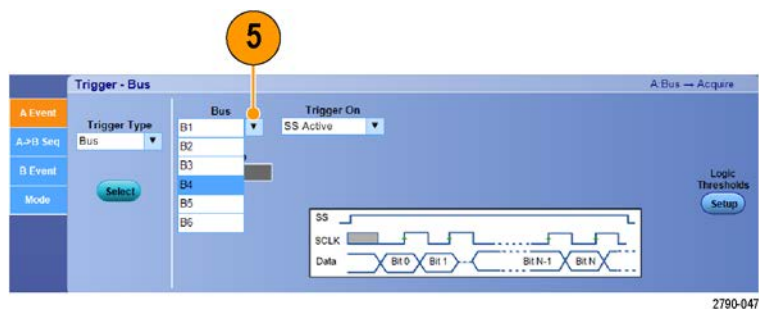 5
Trigger - Bus
A:Bus → Acquire
A Event
A->B Seq
B Event
Mode
Trigger Type
Bus
Select
Bus
B1
B2
B3
B4
B5
B6
Trigger On
SS Active
Logic
Thresholds
Setup
SS
SCLK
Data
Bit 0
Bit 1
Bit N-1
Bit N
2790-047